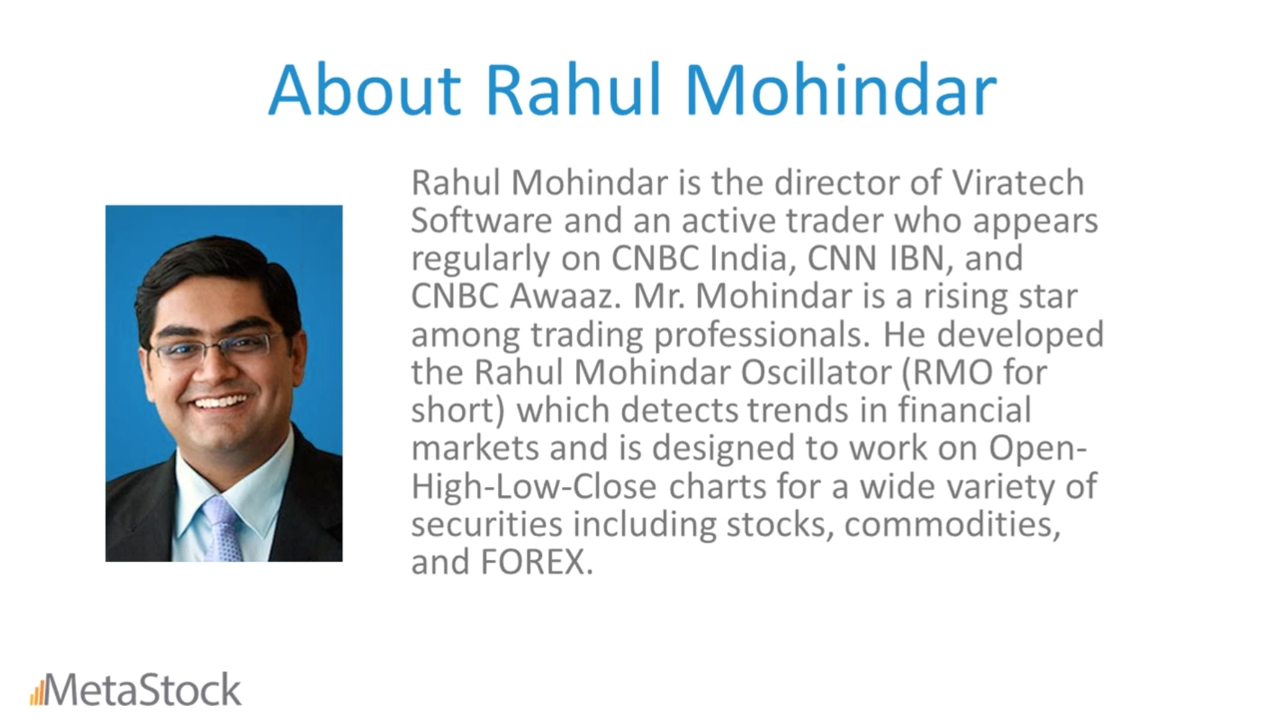 About Rahul Mohindar
Rahul Mohindar is the director of Viratech
Software and an active trader who appears
regularly on CNBC India, CNN IBN, and
CNBC Awaaz. Mr. Mohindar is a rising star
among trading professionals. He developed
the Rahul Mohindar Oscillator (RMO for
short) which detects trends in financial
markets and is designed to work on Open-
High-Low-Close charts for a wide variety of
securities including stocks, commodities,
and FOREX.
MetaStock